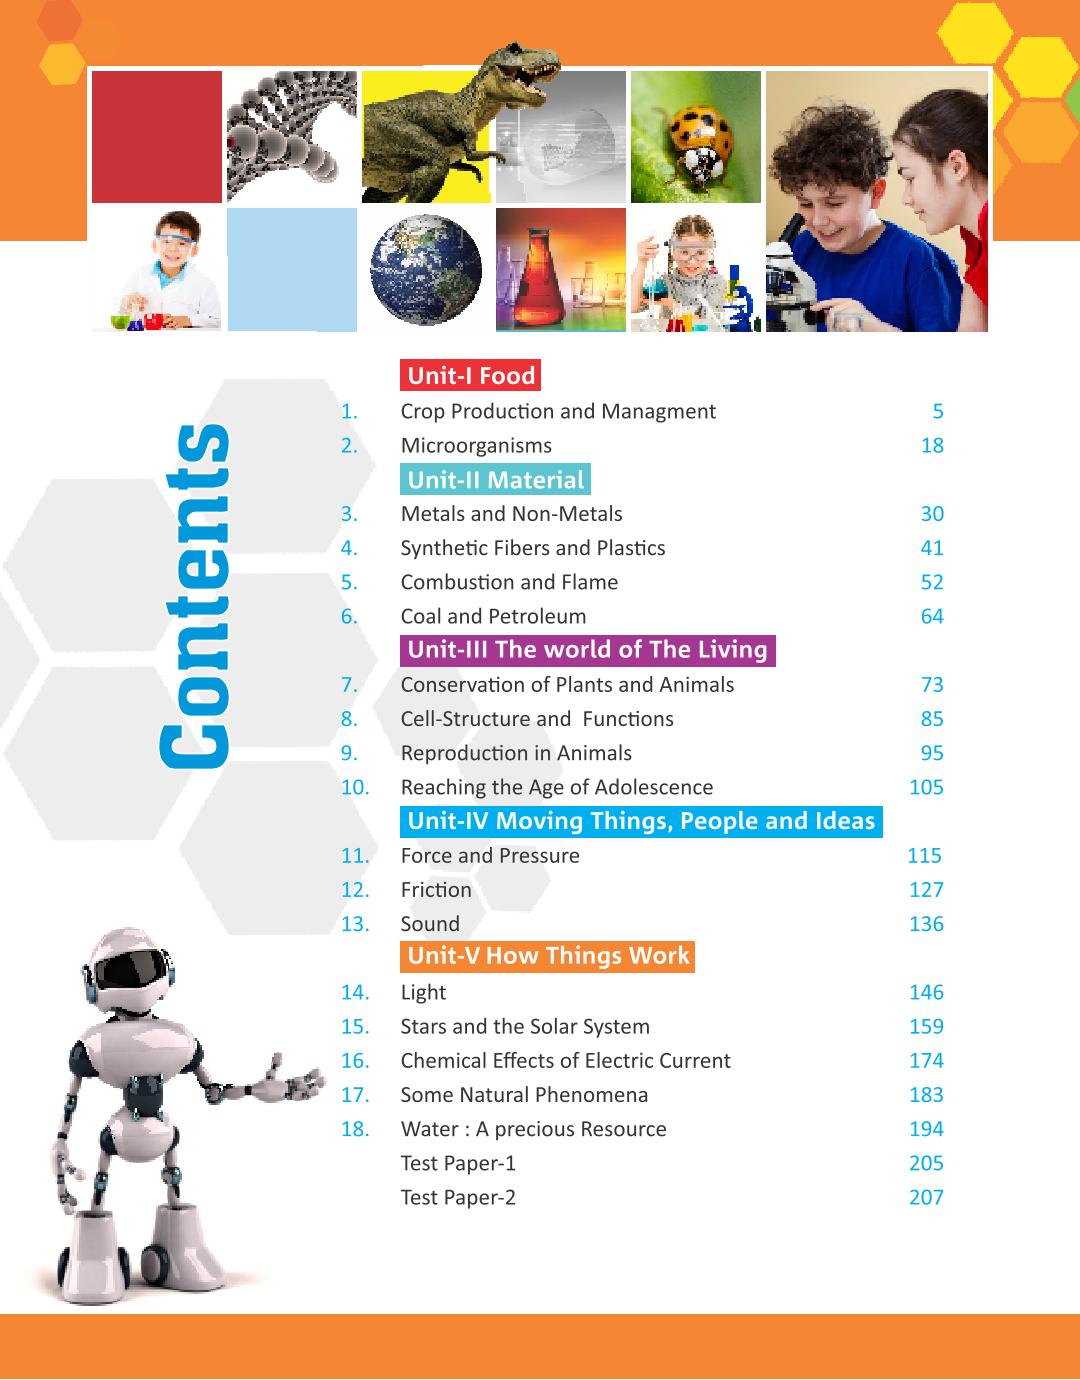 Contents
Unit-I Food
1. Crop Production and Managment 5
2. Microorganisms 18
Unit-II Material
3. Metals and Non-Metals 30
4. Synthetic Fibers and Plastics 41
5. Combustion and Flame 52
6. Coal and Petroleum 64
Unit-III The world of The Living
7. Conservation of Plants and Animals 73
8. Cell-Structure and Functions 85
9. Reproduction in Animals 95
10. Reaching the Age of Adolescence 105
Unit-IV Moving Things, People and Ideas
11. Force and Pressure 115
12. Friction 127
13. Sound 136
Unit-V How Things Work
14. Light 146
15. Stars and the Solar System 159
16. Chemical Effects of Electric Current 174
17. Some Natural Phenomena 183
18. Water : A precious Resource 194
Test Paper-1 205
Test Paper-2 207